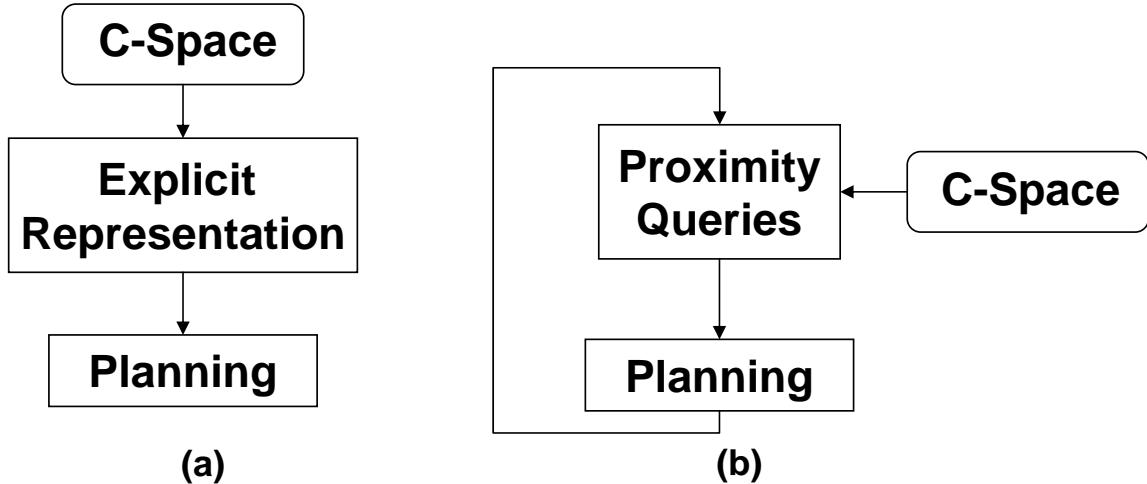 C-Space
Explicit
Representation
Planning
(a)
Proximity
Queries
C-Space
Planning
(b)